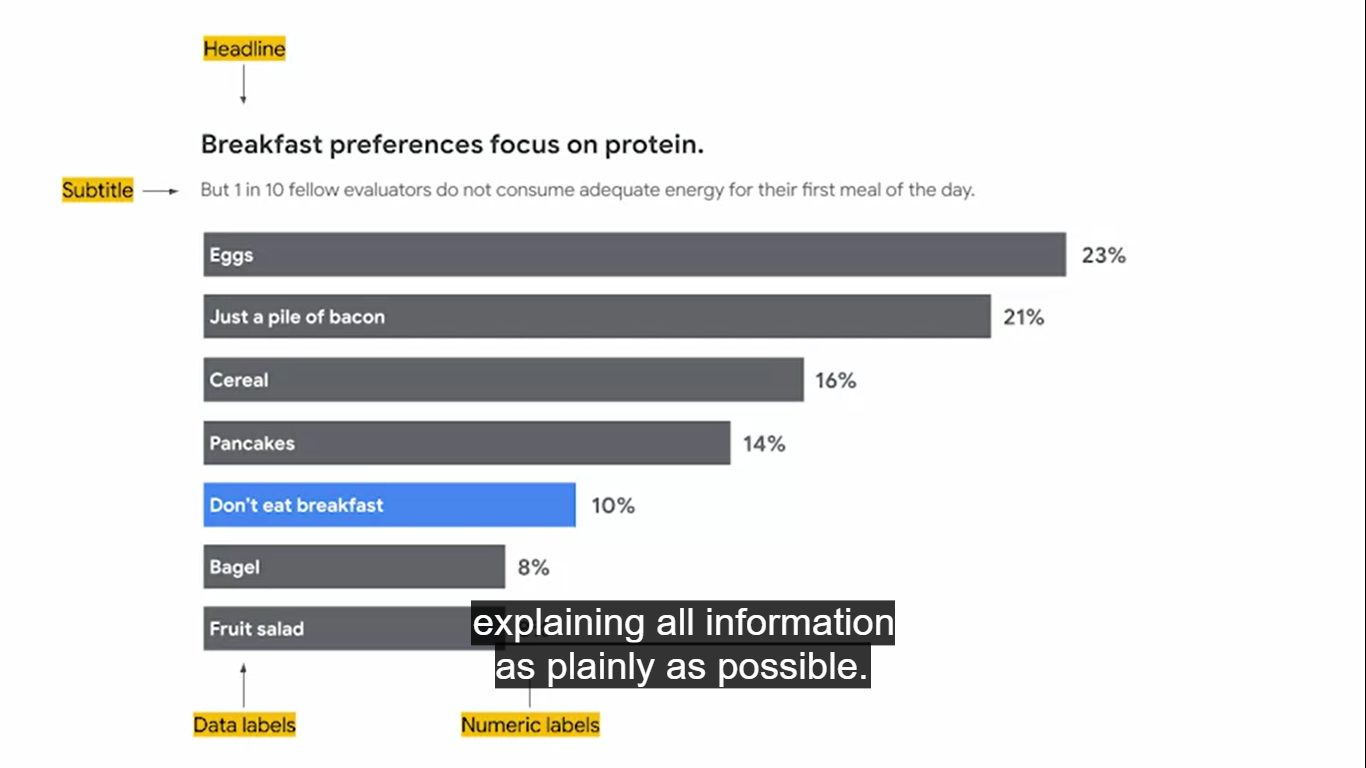 Headline
Breakfast preferences focus on protein.
Subtitle
But 1 in 10 fellow evaluators do not consume adequate energy for their first meal of the day.
Eggs 23%
Just a pile of bacon 21%
Cereal 16%
Pancakes 14%
Don't eat breakfast 10%
Bagel 8%
Fruit salad
explaining all information
as plainly as possible.
Data labels Numeric labels